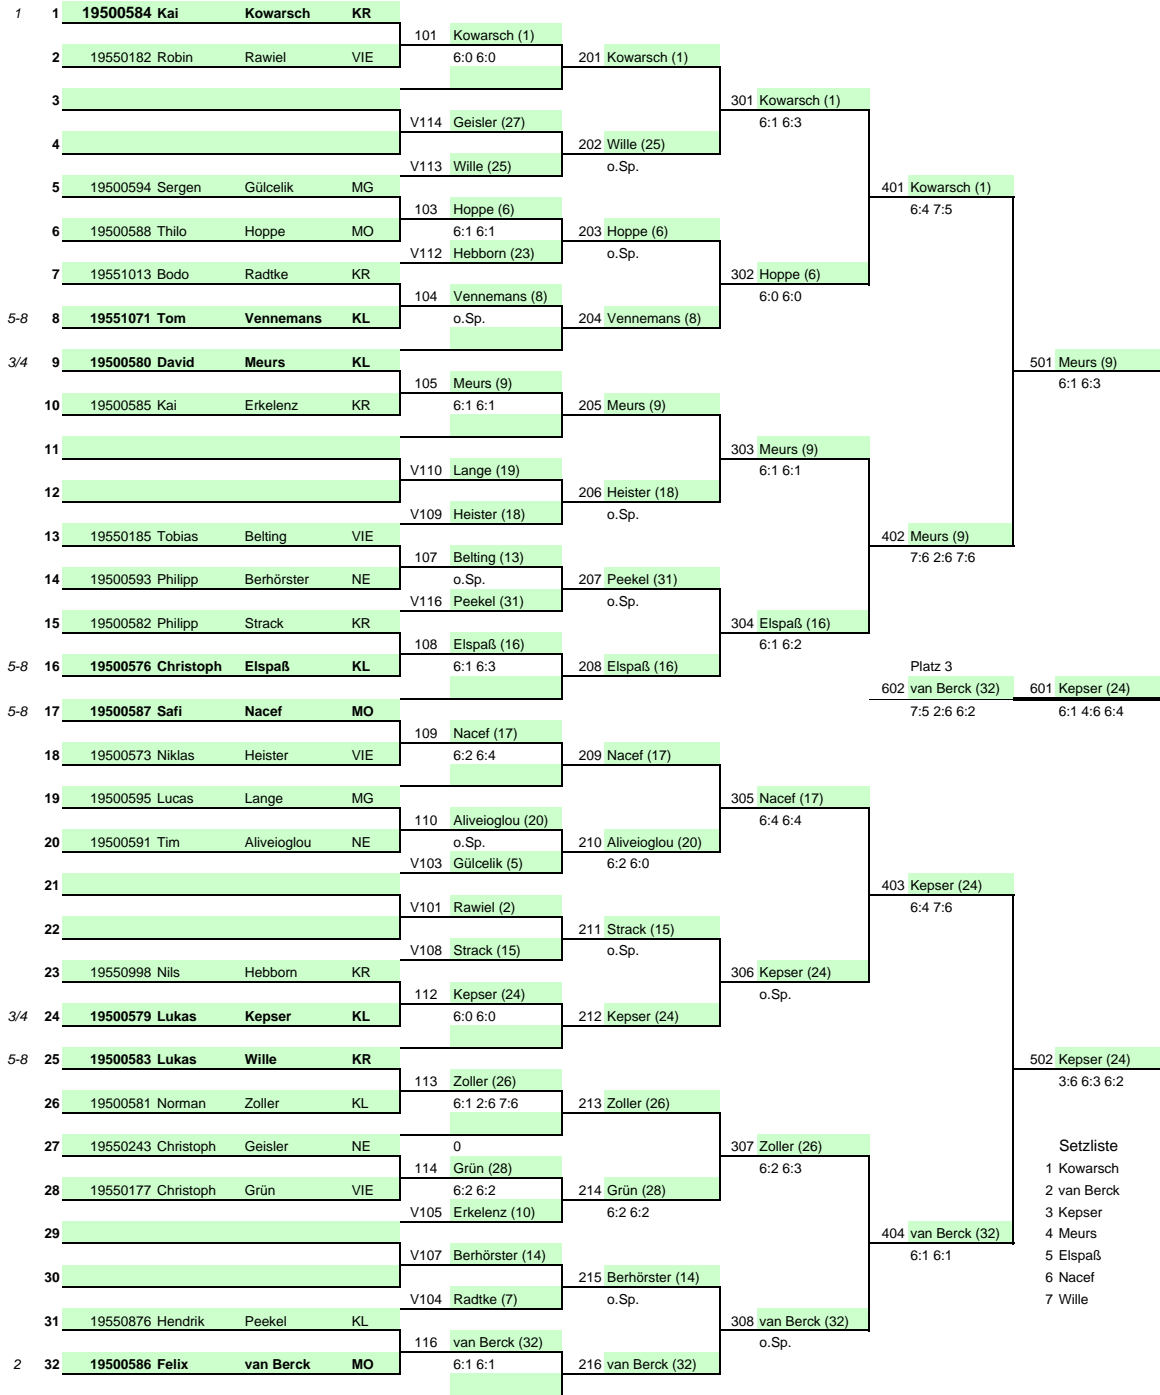 1 1 19500584 Kai Kowarsch KR
101 Kowarsch (1)
2 19550182 Robin Rawiel VIE 6:0 6:0 201 Kowarsch (1)
3 301 Kowarsch (1)
V114 Geisler (27) 6:1 6:3
4 202 Wille (25)
V113 Wille (25) o.Sp.
5 19500594 Sergen Gülcelik MG 401 Kowarsch (1)
103 Hoppe (6) 6:4 7:5
6 19500588 Thilo Hoppe MO 6:1 6:1 203 Hoppe (6)
V112 Hebborn (23) o.Sp.
7 19551013 Bodo Radtke KR 302 Hoppe (6)
104 Vennemans (8) 6:0 6:0
5-8 8 19551071 Tom Vennemans KL o.Sp. 204 Vennemans (8)
3/4 9 19500580 David Meurs KL 501 Meurs (9)
105 Meurs (9) 6:1 6:3
10 19500585 Kai Erkelenz KR 6:1 6:1 205 Meurs (9)
11 303 Meurs (9)
V110 Lange (19) 6:1 6:1
12 206 Heister (18)
V109 Heister (18) o.Sp.
13 19550185 Tobias Belting VIE 402 Meurs (9)
107 Belting (13) 7:6 2:6 7:6
14 19500593 Philipp Berhörster NE o.Sp. 207 Peekel (31)
V116 Peekel (31) o.Sp.
15 19500582 Philipp Strack KR 304 Elspaß (16)
108 Elspaß (16) 6:1 6:2
5-8 16 19500576 Christoph Elspaß KL 6:1 6:3 208 Elspaß (16) Platz 3
602 van Berck (32) 601 Kepser (24)
5-8 17 19500587 Safi Nacef MO 7:5 2:6 6:2 6:1 4:6 6:4
109 Nacef (17)
18 19500573 Niklas Heister VIE 6:2 6:4 209 Nacef (17)
19 19500595 Lucas Lange MG 305 Nacef (17)
110 Aliveioglou (20) 6:4 6:4
20 19500591 Tim Aliveioglou NE o.Sp. 210 Aliveioglou (20)
V103 Gülcelik (5) 6:2 6:0
21 403 Kepser (24)
V101 Rawiel (2) 6:4 7:6
22 211 Strack (15)
V108 Strack (15) o.Sp.
23 19550998 Nils Hebborn KR 306 Kepser (24)
112 Kepser (24) o.Sp.
3/4 24 19500579 Lukas Kepser KL 6:0 6:0 212 Kepser (24)
5-8 25 19500583 Lukas Wille KR 502 Kepser (24)
113 Zoller (26) 3:6 6:3 6:2
26 19500581 Norman Zoller KL 6:1 2:6 7:6 213 Zoller (26)
27 19550243 Christoph Geisler NE 0 307 Zoller (26) Setzliste
114 Grün (28) 6:2 6:3 1 Kowarsch
28 19550177 Christoph Grün VIE 6:2 6:2 214 Grün (28) 2 van Berck
V105 Erkelenz (10) 6:2 6:2 3 Kepser
29 404 van Berck (32) 4 Meurs
V107 Berhörster (14) 6:1 6:1 5 Elspaß
30 215 Berhörster (14) 6 Nacef
V104 Radtke (7) o.Sp. 7 Wille
31 19550876 Hendrik Peekel KL 308 van Berck (32)
116 van Berck (32) o.Sp.
2 32 19500586 Felix van Berck MO 6:1 6:1 216 van Berck (32)